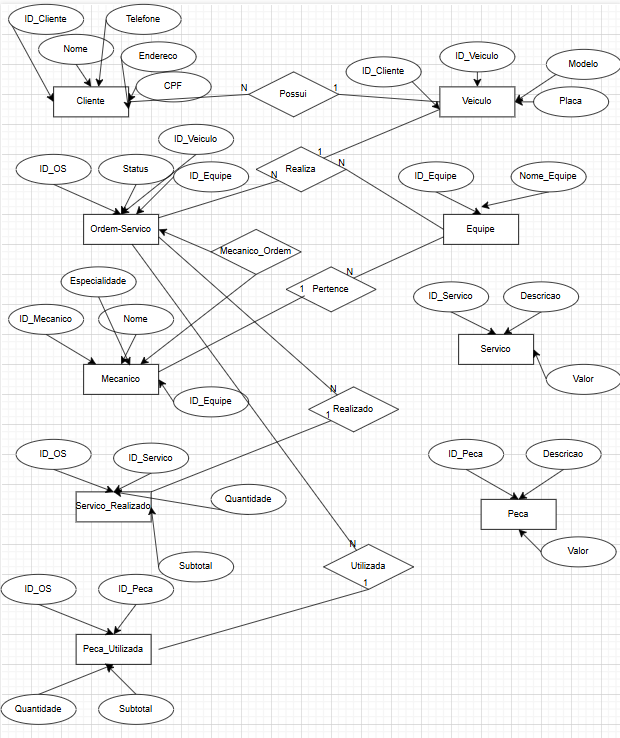 ID_Cliente
Telefone
Nome
Endereco
CPF
Cliente
N
Possui
1
ID_Cliente
ID_Veiculo
Modelo
Placa
Veiculo
ID_Veiculo
ID_OS
Status
ID_Equipe
Ordem-Servico
1
N
Realiza
N
ID_Equipe
Nome_Equipe
Equipe
Mecanico_Ordem
N
1
Pertence
Especialidade
ID_Mecanico
Nome
Mecanico
ID_Equipe
ID_Servico
Descricao
Servico
Valor
N
Realizado
1
ID_OS
ID_Servico
Quantidade
Servico_Realizado
Subtotal
ID_Peca
Descricao
Peca
Valor
N
Utilizada
1
ID_OS
ID_Peca
Peca_Utilizada
Quantidade
Subtotal